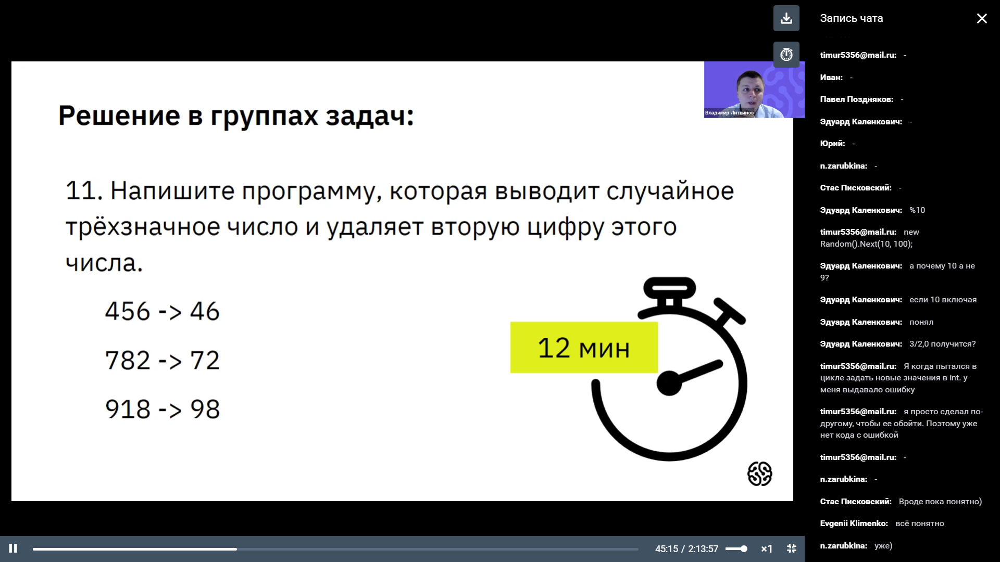 Решение в группах задач:
11. Напишите программу, которая выводит случайное
трёхзначное число и удаляет вторую цифру этого
числа.
456 -> 46
782 -> 72
918 -> 98
12 мин
Владимир Литвинов
45:15 / 2:13:57
×1
Запись чата
timur5356@mail.ru: -
Иван: -
Павел Поздняков: -
Эдуард Каленкович: -
Юрий: -
n.zarubkina: -
Стас Писковский: -
Эдуард Каленкович: %10
timur5356@mail.ru: new
Random().Next(10, 100);
Эдуард Каленкович: а почему 10 а не
9?
Эдуард Каленкович: если 10 включая
Эдуард Каленкович: понял
Эдуард Каленкович: 3/2,0 получится?
timur5356@mail.ru: Я когда пытался в
цикле задать новые значения в int. у
меня выдавало ошибку
timur5356@mail.ru: я просто сделал по-
другому, чтобы ее обойти. Поэтому уже
нет кода с ошибкой
timur5356@mail.ru: -
n.zarubkina: -
Стас Писковский: Вроде пока понятно)
Evgenii Klimenko: всё понятно
n.zarubkina: уже)